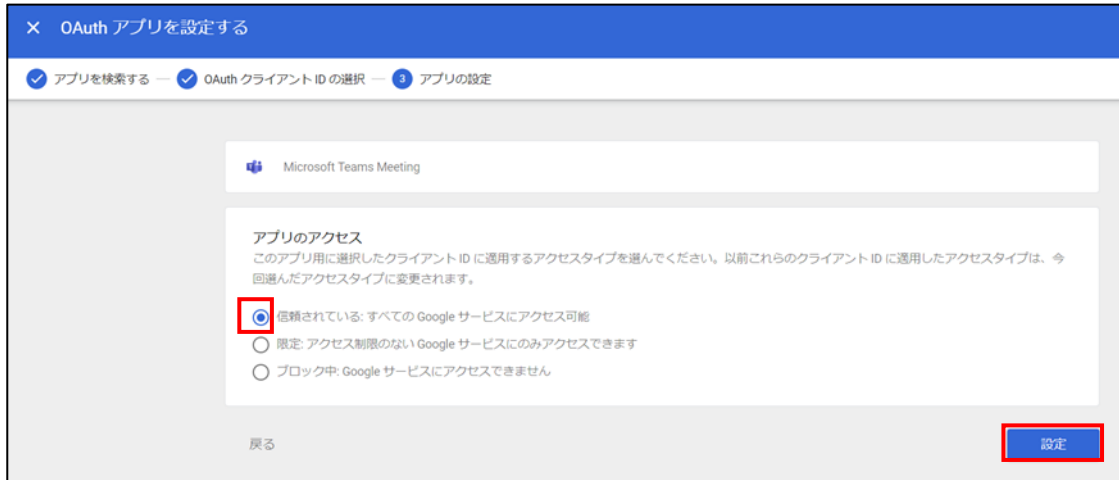 × OAuth アプリを設定する
アプリを検索する — OAuth クライアント ID の選択 — 3 アプリの設定
Microsoft Teams Meeting
アプリのアクセス
このアプリ用に選択したクライアント ID に適用するアクセスタイプを選んでください。以前これらのクライアント ID に適用したアクセスタイプは、今
回選んだアクセスタイプに変更されます。
信頼されている: すべての Google サービスにアクセス可能
限定: アクセス制限のない Google サービスにのみアクセスできます
ブロック中: Google サービスにアクセスできません
戻る 設定